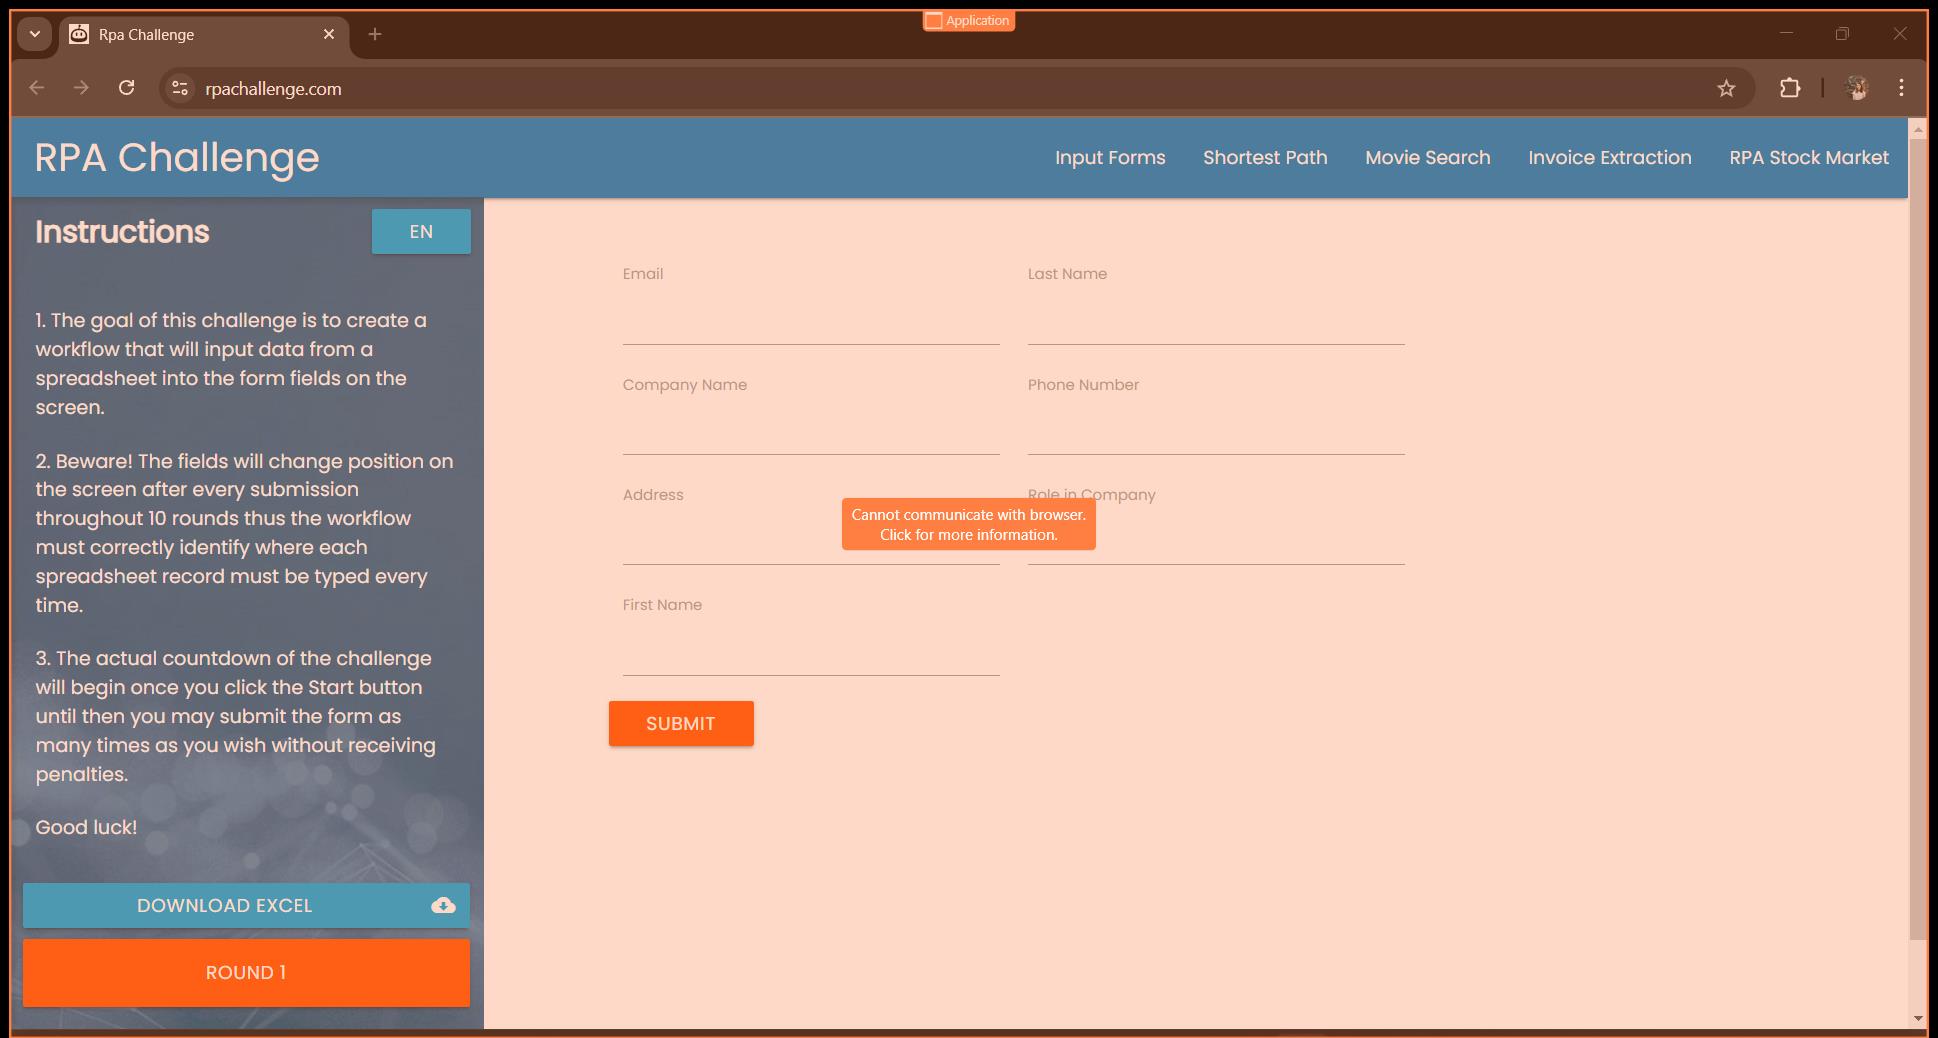 Application
Rpa Challenge
rpachallenge.com
RPA Challenge
Input Forms
Shortest Path
Movie Search
Invoice Extraction
RPA Stock Market
Instructions
EN
1. The goal of this challenge is to create a
workflow that will input data from a
spreadsheet into the form fields on the
screen.
2. Beware! The fields will change position on
the screen after every submission
throughout 10 rounds thus the workflow
must correctly identify where each
spreadsheet record must be typed every
time.
3. The actual countdown of the challenge
will begin once you click the Start button
until then you may submit the form as
many times as you wish without receiving
penalties.
Good luck!
DOWNLOAD EXCEL
ROUND 1
Email
Last Name
Company Name
Phone Number
Address
Role in Company
Cannot communicate with browser.
Click for more information.
First Name
SUBMIT